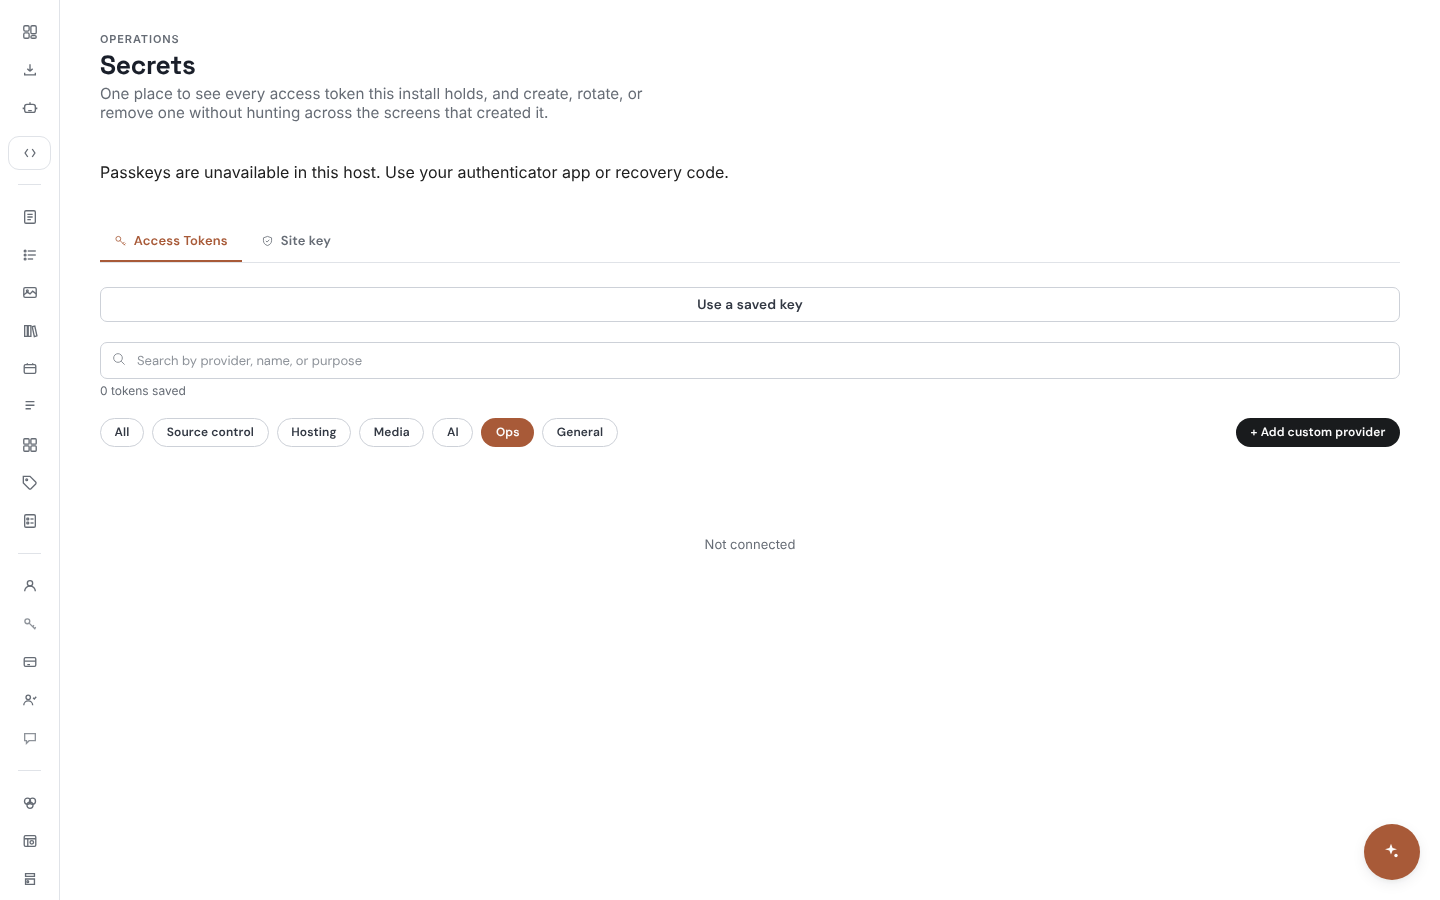 OPERATIONS
Secrets
One place to see every access token this install holds, and create, rotate, or
remove one without hunting across the screens that created it.
Passkeys are unavailable in this host. Use your authenticator app or recovery code.
Access Tokens
Site key
Use a saved key
Search by provider, name, or purpose
0 tokens saved
All
Source control
Hosting
Media
AI
Ops
General
+ Add custom provider
Not connected